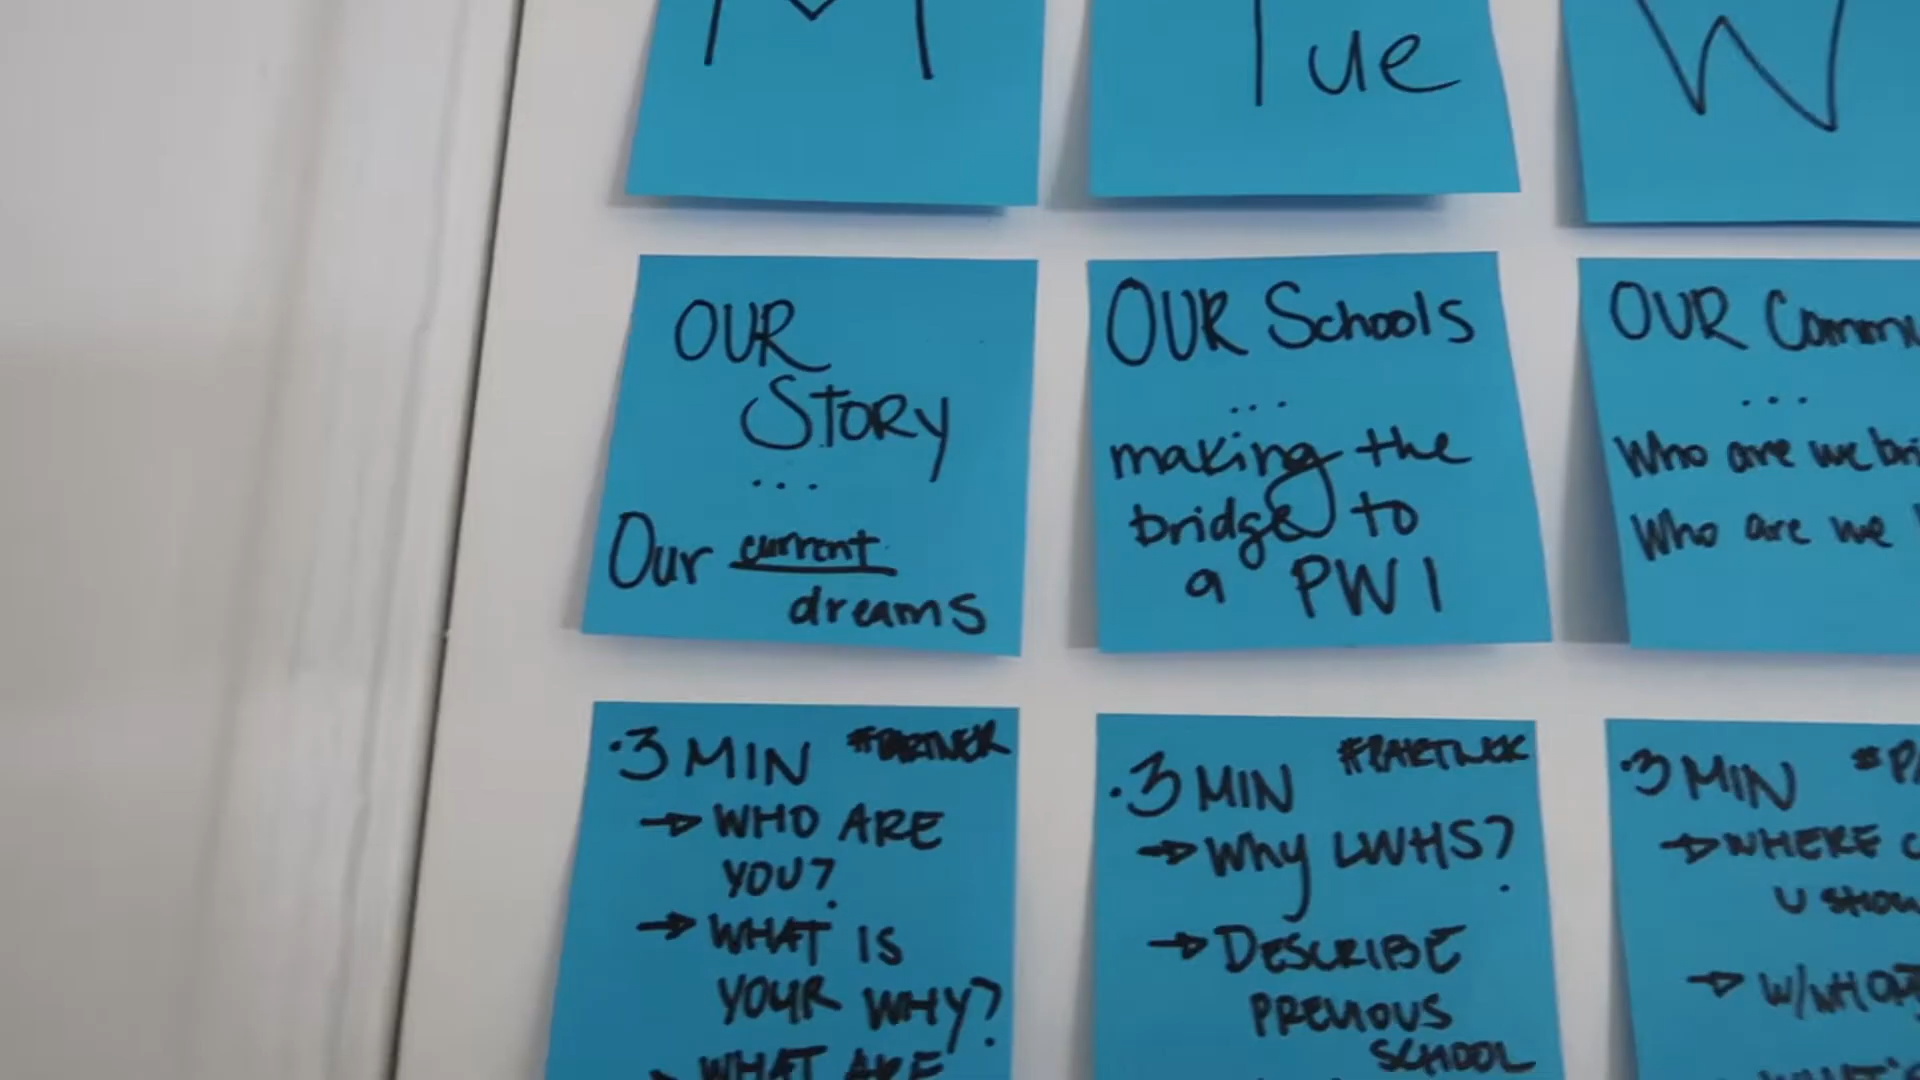 M
Tue
W
OUR
STORY
...
Our current
dreams
OUR Schools
...
making the
bridge to
a PWI
OUR
...
Who are we
Who are we
.3 MIN #PARTNER
→ WHO ARE
YOU?
→ WHAT IS
YOUR WHY?
WHAT ARE
.3 MIN #PARTNER
→ Why LWHS?
→ DESCRIBE
PREVIOUS
SCHOOL
.3 MIN
→ WHERE
U
→